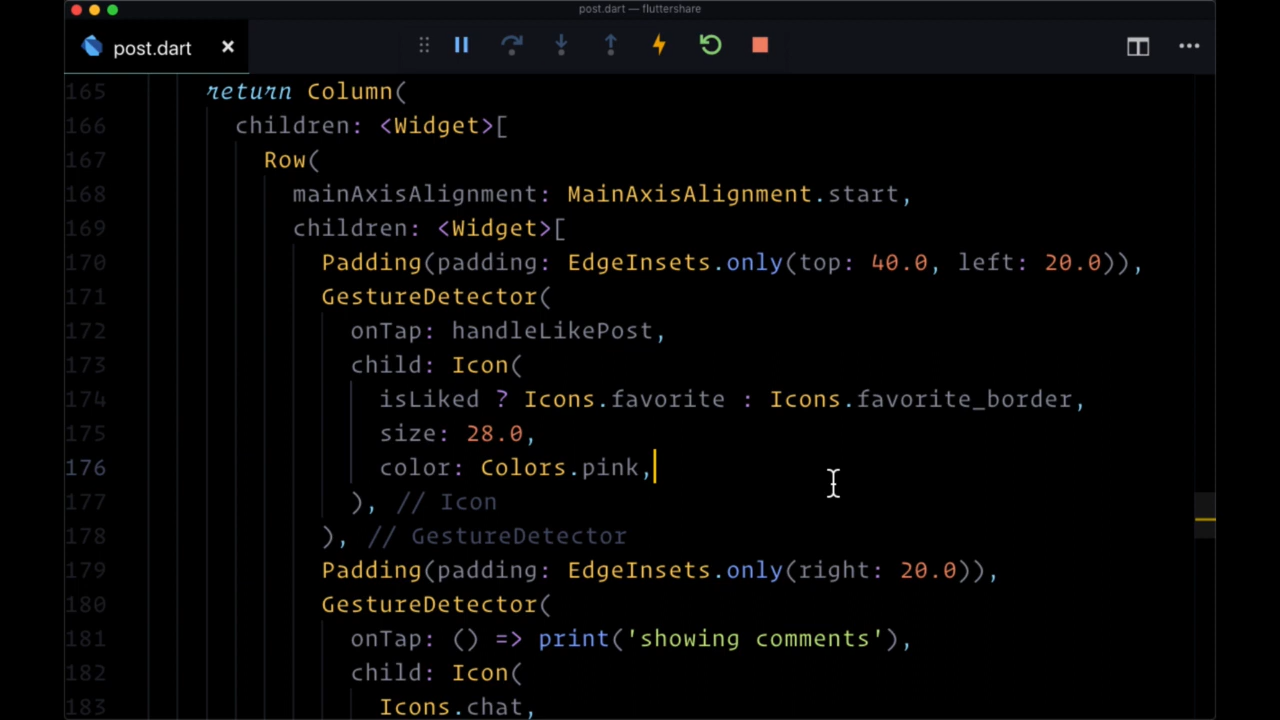 post.dart — fluttershare
post.dart
165 return Column(
166 children: <Widget>[
167 Row(
168 mainAxisAlignment: MainAxisAlignment.start,
169 children: <Widget>[
170 Padding(padding: EdgeInsets.only(top: 40.0, left: 20.0)),
171 GestureDetector(
172 onTap: handleLikePost,
173 child: Icon(
174 isLiked ? Icons.favorite : Icons.favorite_border,
175 size: 28.0,
176 color: Colors.pink,
177 ), // Icon
178 ), // GestureDetector
179 Padding(padding: EdgeInsets.only(right: 20.0)),
180 GestureDetector(
181 onTap: () => print('showing comments'),
182 child: Icon(
183 Icons.chat,